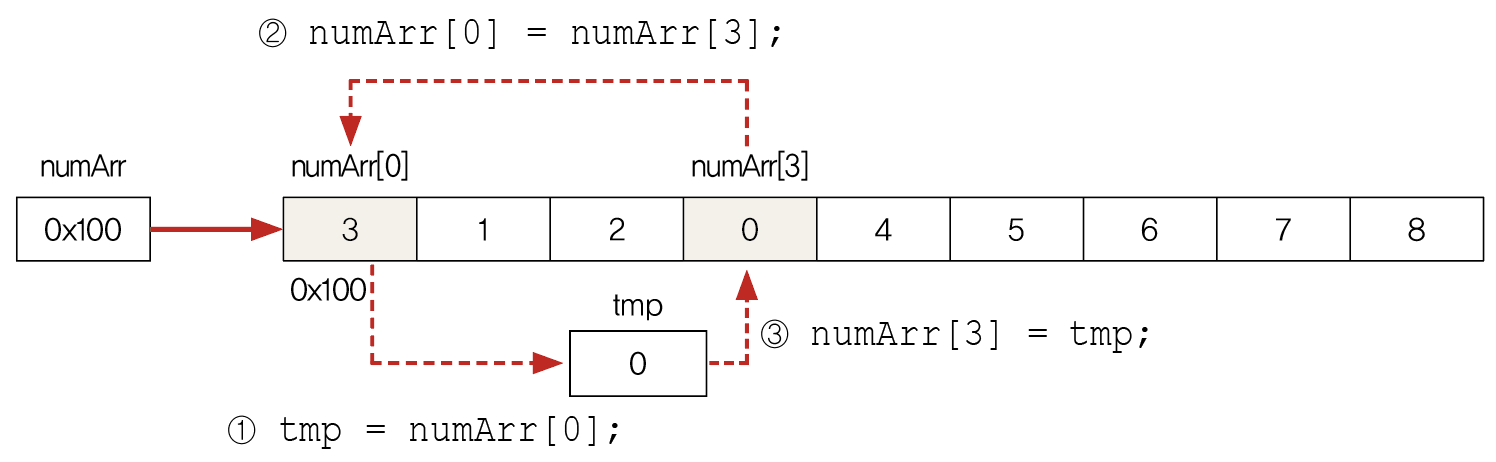 ② numArr[0] = numArr[3];
numArr numArr[0] numArr[3]
0x100 3 1 2 0 4 5 6 7 8
0x100
tmp
0
③ numArr[3] = tmp;
① tmp = numArr[0];